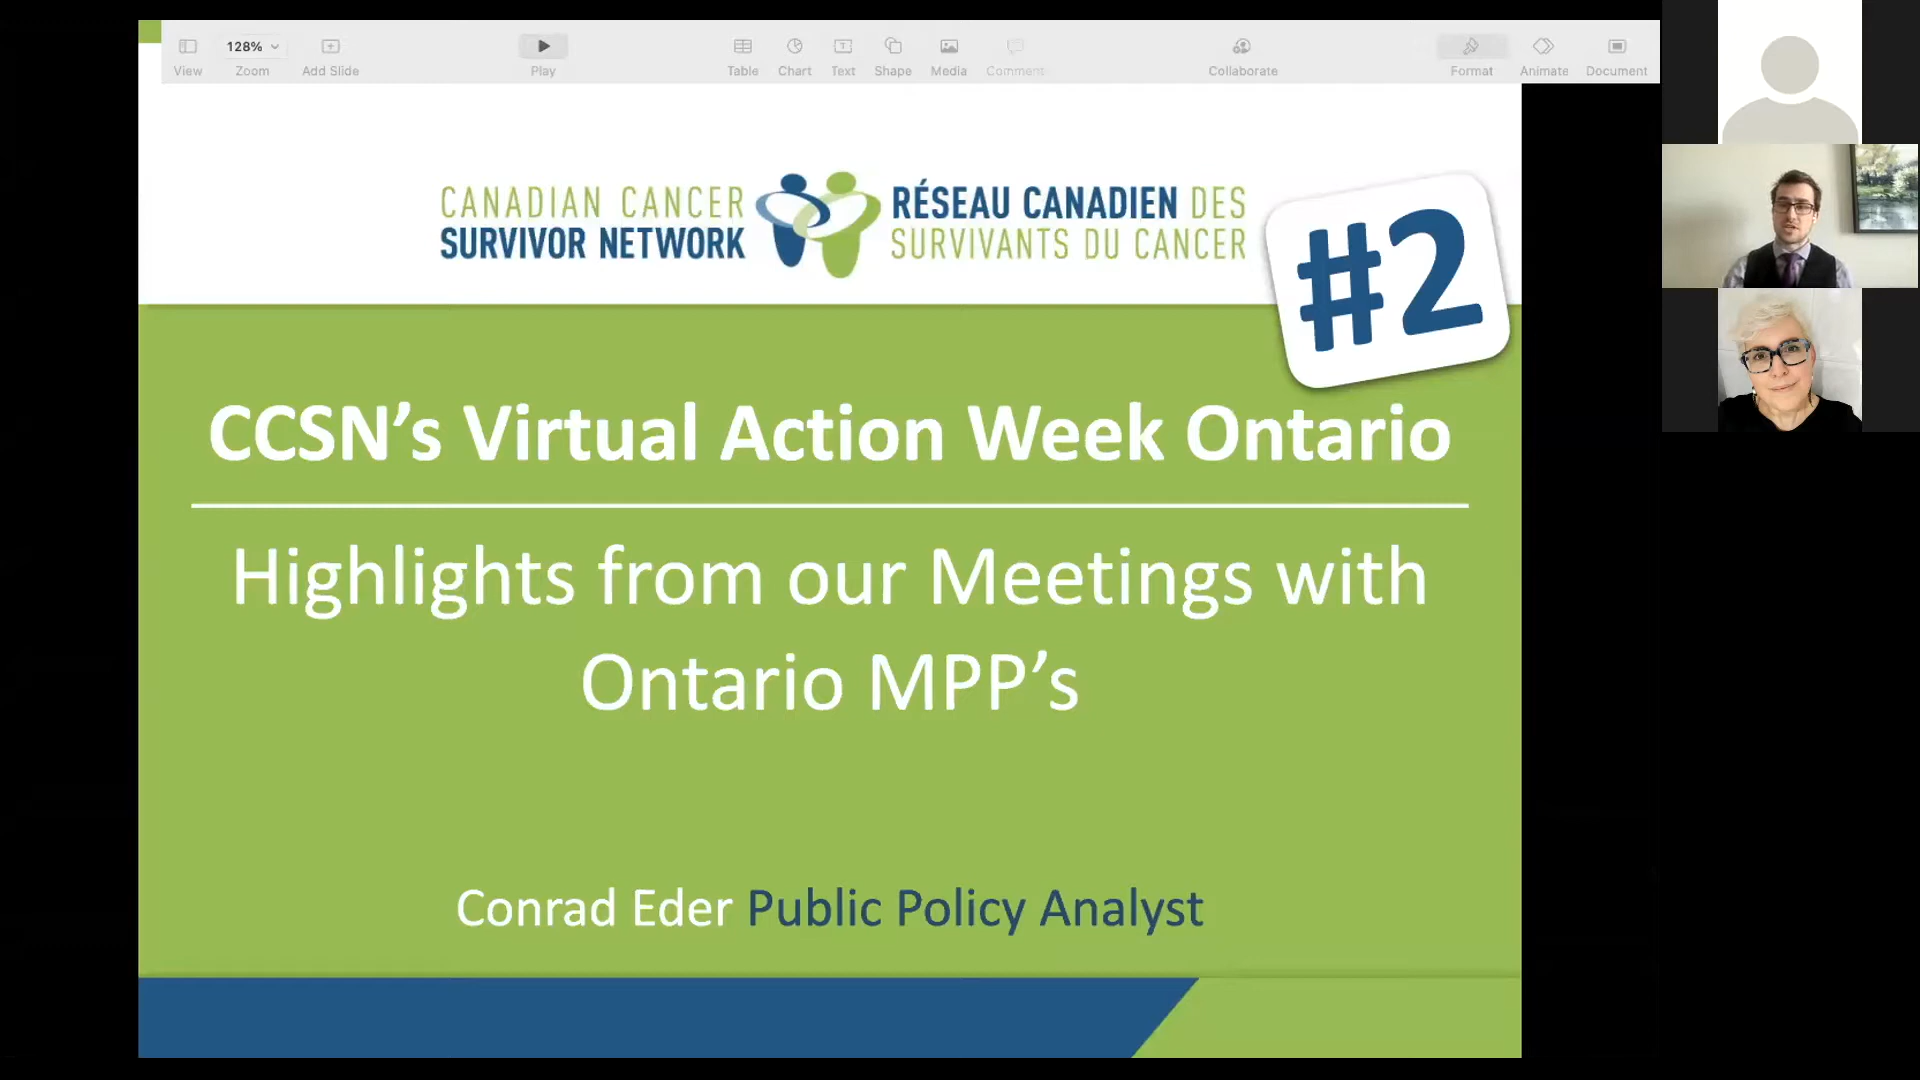 128%
View
Zoom
Add Slide
Play
Table
Chart
Text
Shape
Media
Comment
Collaborate
Format
Animate
Document
CANADIAN CANCER
SURVIVOR NETWORK
RÉSEAU CANADIEN DES
SURVIVANTS DU CANCER
#2
CCSN’s Virtual Action Week Ontario
Highlights from our Meetings with
Ontario MPP’s
Conrad Eder Public Policy Analyst